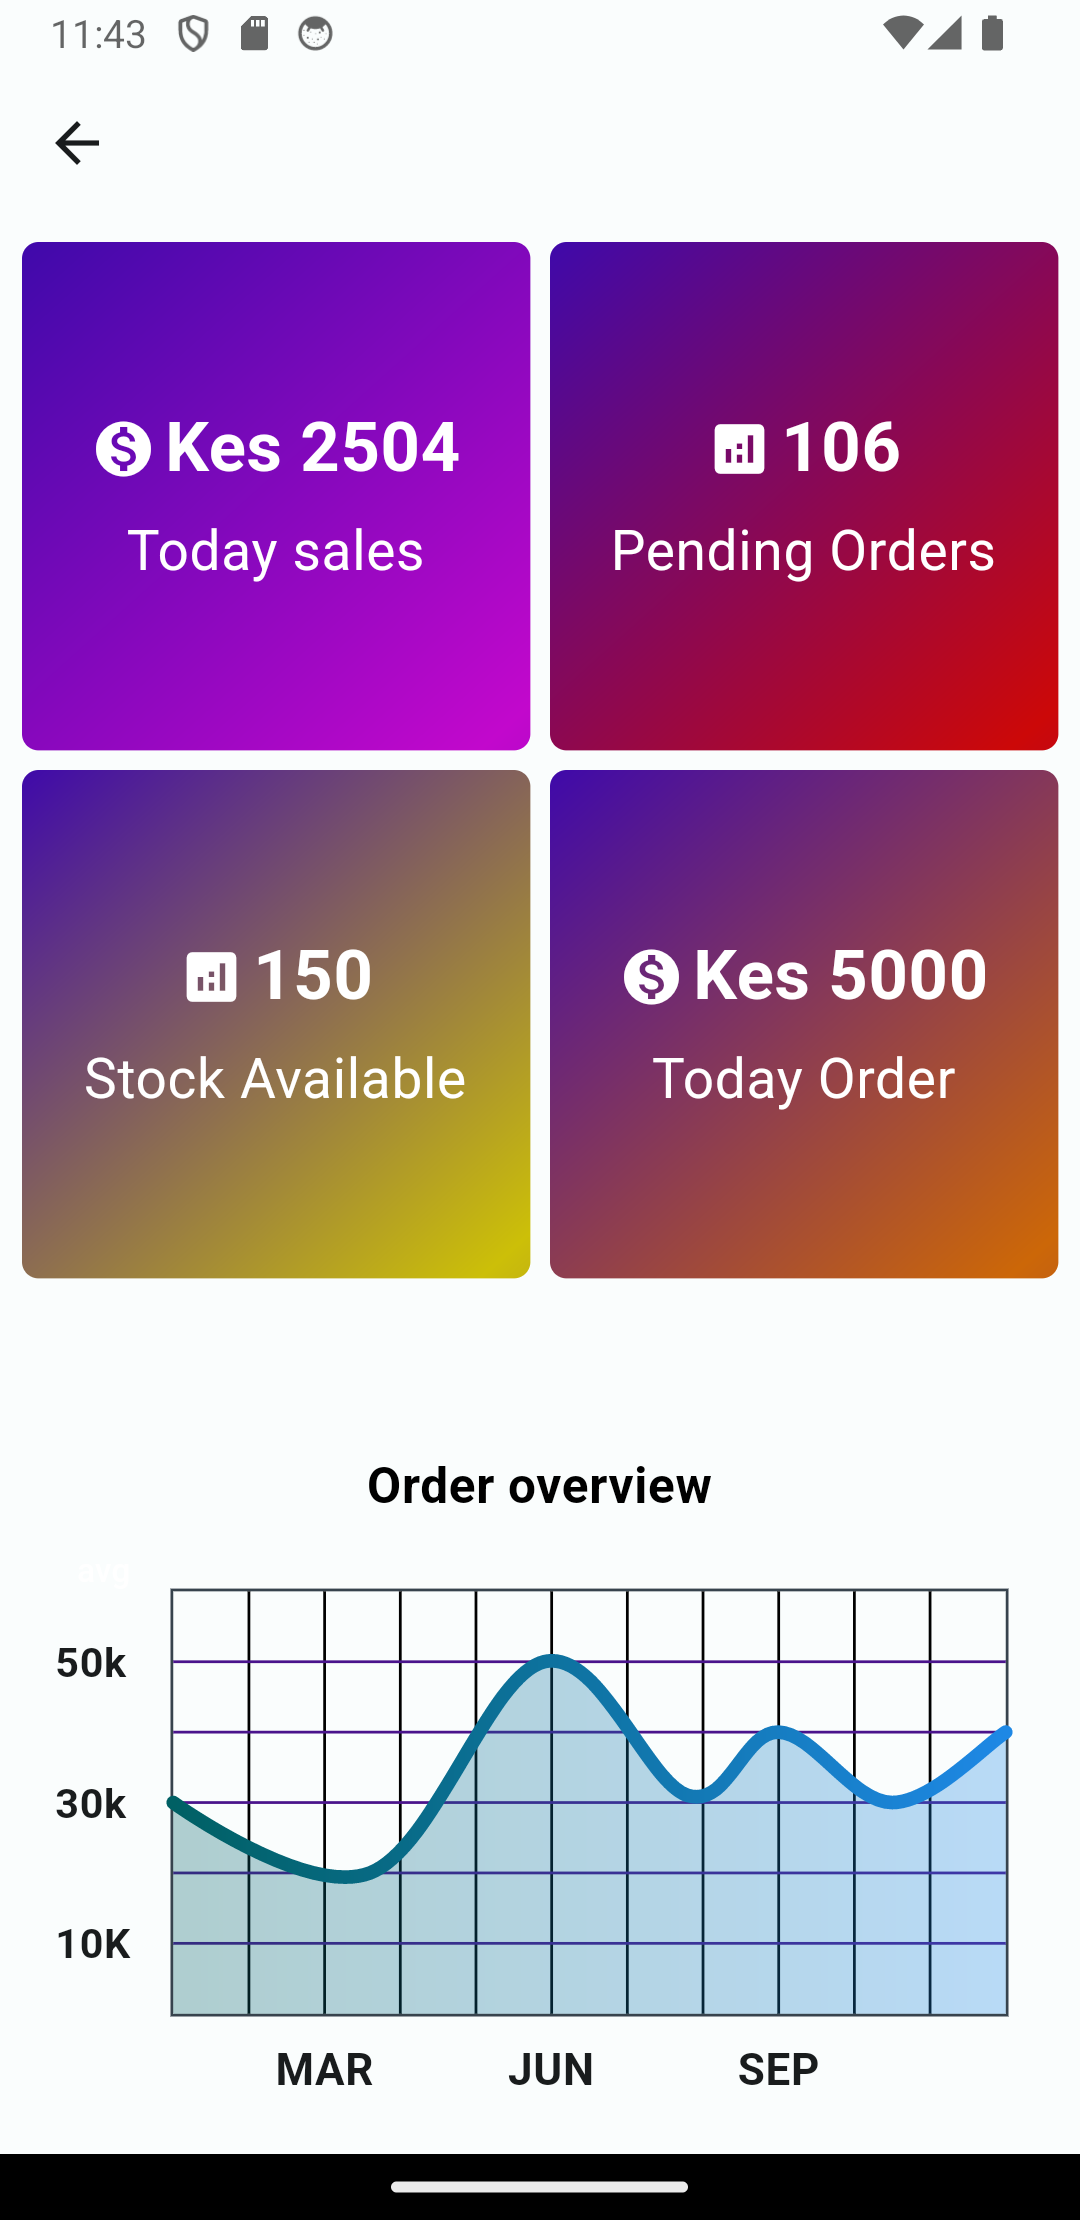 11:43
Kes 2504
Today sales
106
Pending Orders
150
Stock Available
Kes 5000
Today Order
Order overview
avg
50k
30k
10K
MAR JUN SEP